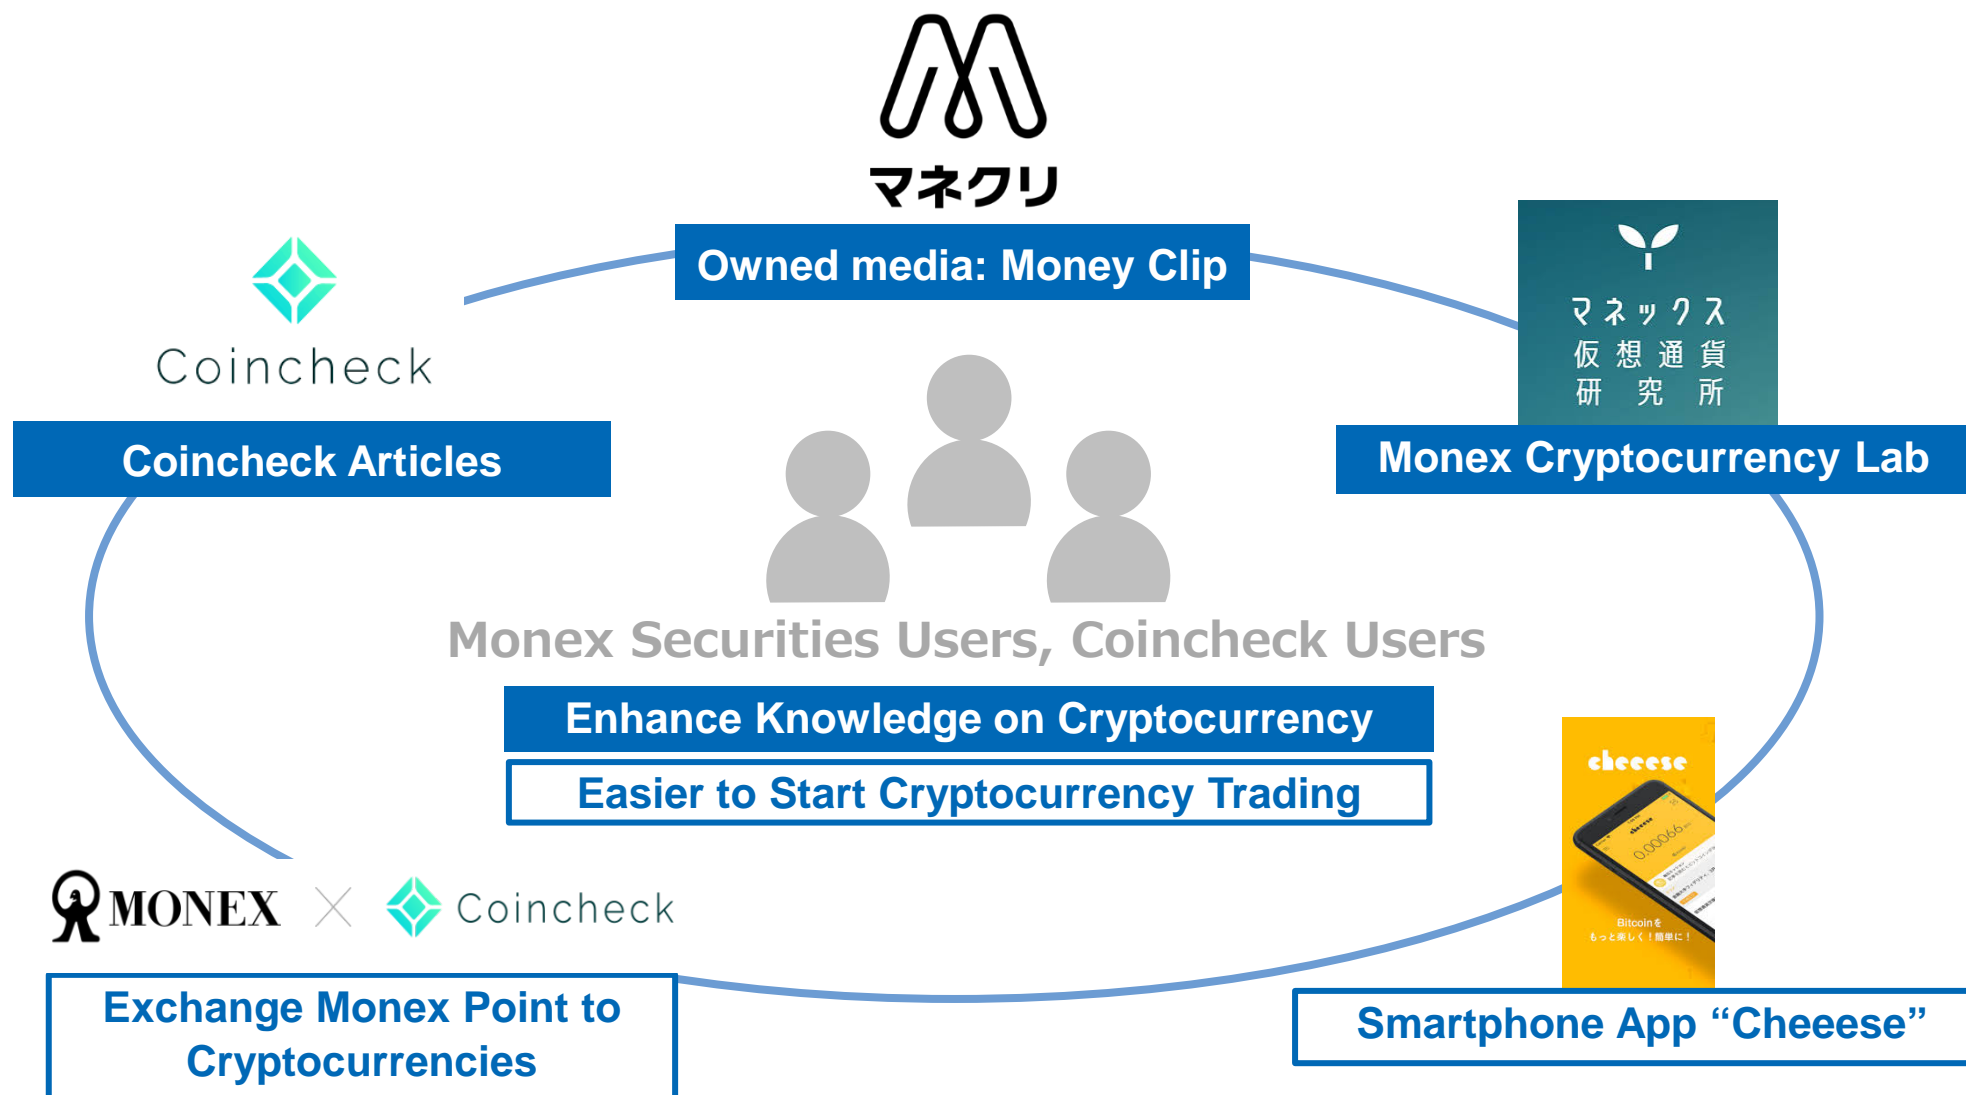 マネクリ
Owned media: Money Clip
Coincheck
Coincheck Articles
マネックス
仮想通貨
研究所
Monex Cryptocurrency Lab
Monex Securities Users, Coincheck Users
Enhance Knowledge on Cryptocurrency
Easier to Start Cryptocurrency Trading
MONEX × Coincheck
Exchange Monex Point to
Cryptocurrencies
cheeese
cheeese
0.00066
Bitcoinを
もっと楽しく！簡単に！
Smartphone App “Cheeese”